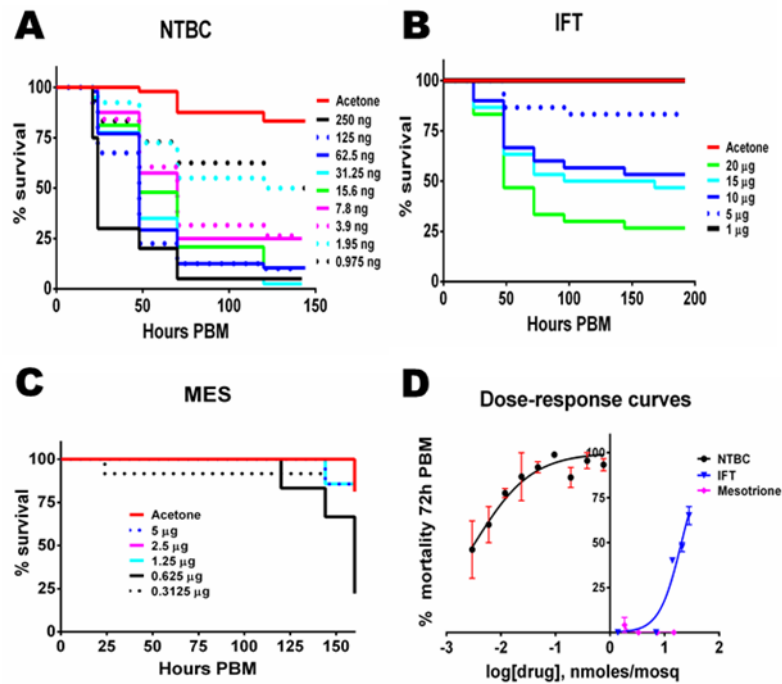 A
NTBC
% survival
100
75
50
25
0
0
50
100
150
Hours PBM
Acetone
250 ng
125 ng
62.5 ng
31.25 ng
15.6 ng
7.8 ng
3.9 ng
1.95 ng
0.975 ng
B
IFT
% survival
100
75
50
25
0
0
50
100
150
200
Hours PBM
Acetone
20 µg
15 µg
10 µg
5 µg
1 µg
C
MES
% survival
100
75
50
25
0
0
25
50
75
100
125
150
Hours PBM
Acetone
5 µg
2.5 µg
1.25 µg
0.625 µg
0.3125 µg
D
Dose-response curves
% mortality 72h PBM
100
75
50
25
-3
-2
-1
0
1
2
log[drug], nmoles/mosq
NTBC
IFT
Mesotrione